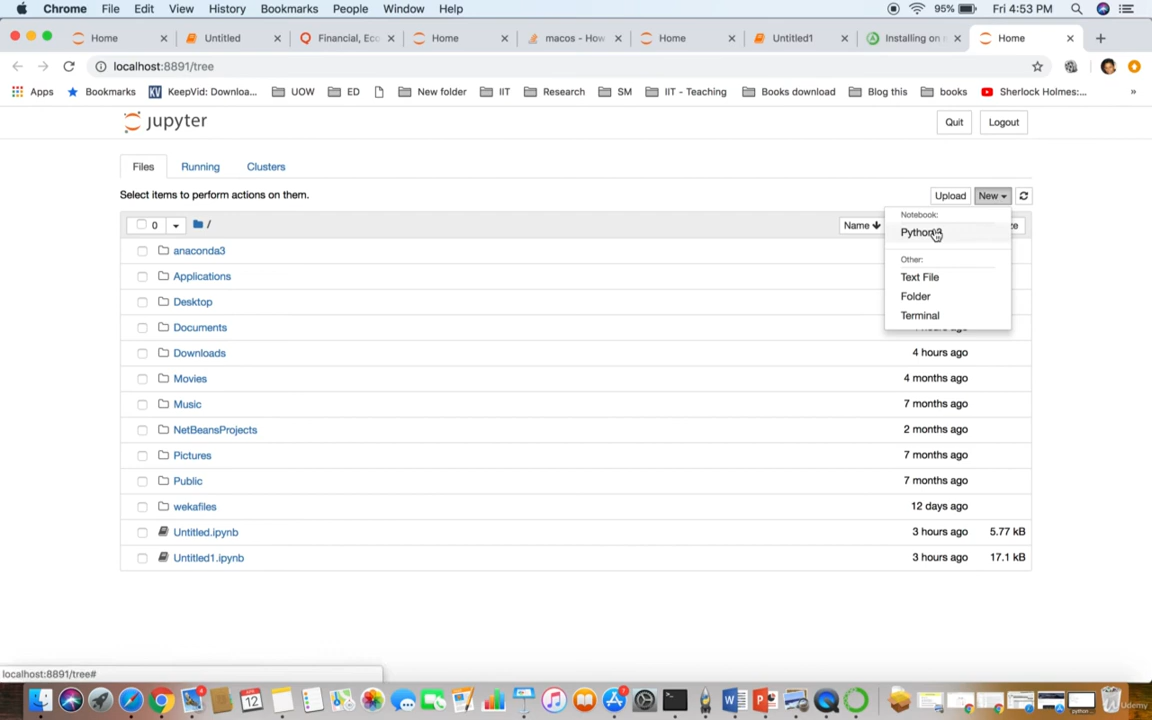 Chrome File Edit View History Bookmarks People Window Help 95% Fri 4:53 PM
Home Untitled Financial, Ec Home macos - How Home Untitled1 Installing on Home
localhost:8891/tree
Apps Bookmarks KeepVid: Downloa... UOW ED New folder IIT Research SM IIT - Teaching Books download Blog this books Sherlock Holmes:... »
jupyter Quit Logout
Files Running Clusters
Select items to perform actions on them. Upload New
0 / Name
Notebook:
Python 3
Other:
Text File
Folder
Terminal
anaconda3
Applications
Desktop
Documents
Downloads 4 hours ago
Movies 4 months ago
Music 7 months ago
NetBeansProjects 2 months ago
Pictures 7 months ago
Public 7 months ago
wekafiles 12 days ago
Untitled.ipynb 3 hours ago 5.77 kB
Untitled1.ipynb 3 hours ago 17.1 kB
localhost:8891/tree#
Udemy